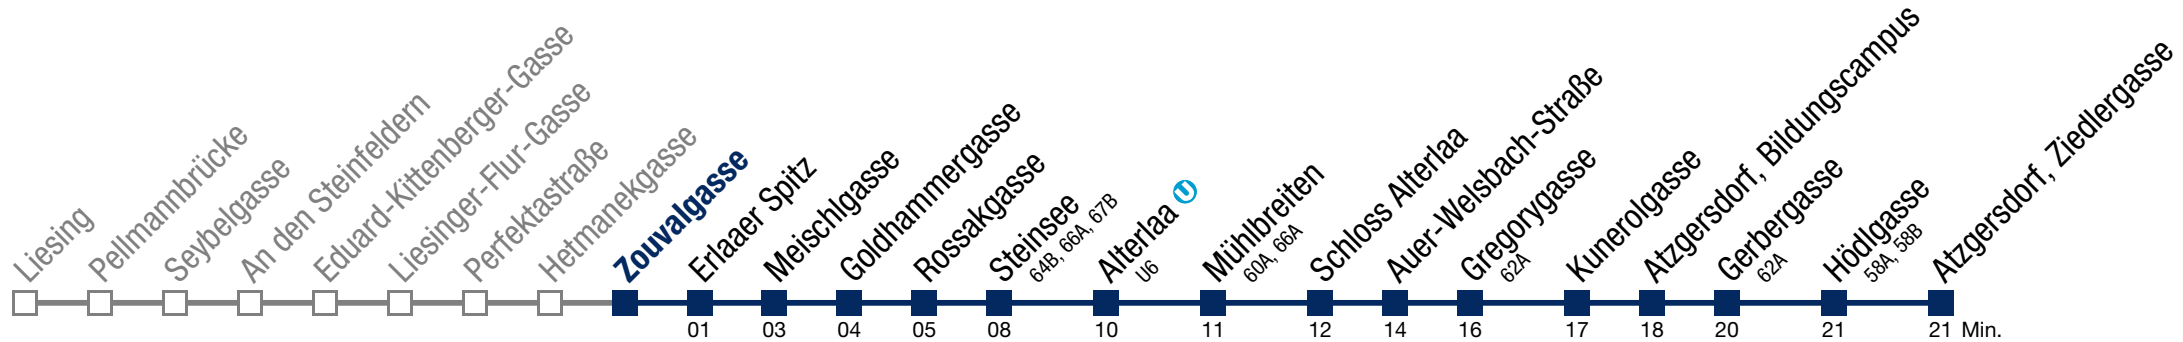 Liesing
Pellmannbrücke
Seybelgasse
An den Steinfeldern
Eduard-Kittenberger-Gasse
Liesinger-Flur-Gasse
Perfektastraße
Hetmanekgasse
Zouvalgasse
Erlaaer Spitz
01
Meischlgasse
03
Goldhammergasse
04
Rossakgasse
05
Steinsee
64B, 66A, 67B
08
Alterlaa U
U6
10
Mühlbreiten
60A, 66A
11
Schloss Alterlaa
12
Auer-Welsbach-Straße
14
Gregorygasse
62A
16
Kunerolgasse
17
Atzgersdorf, Bildungscampus
18
Gerbergasse
62A
20
Hödlgasse
58A, 58B
21
Atzgersdorf, Ziedlergasse
21 Min.